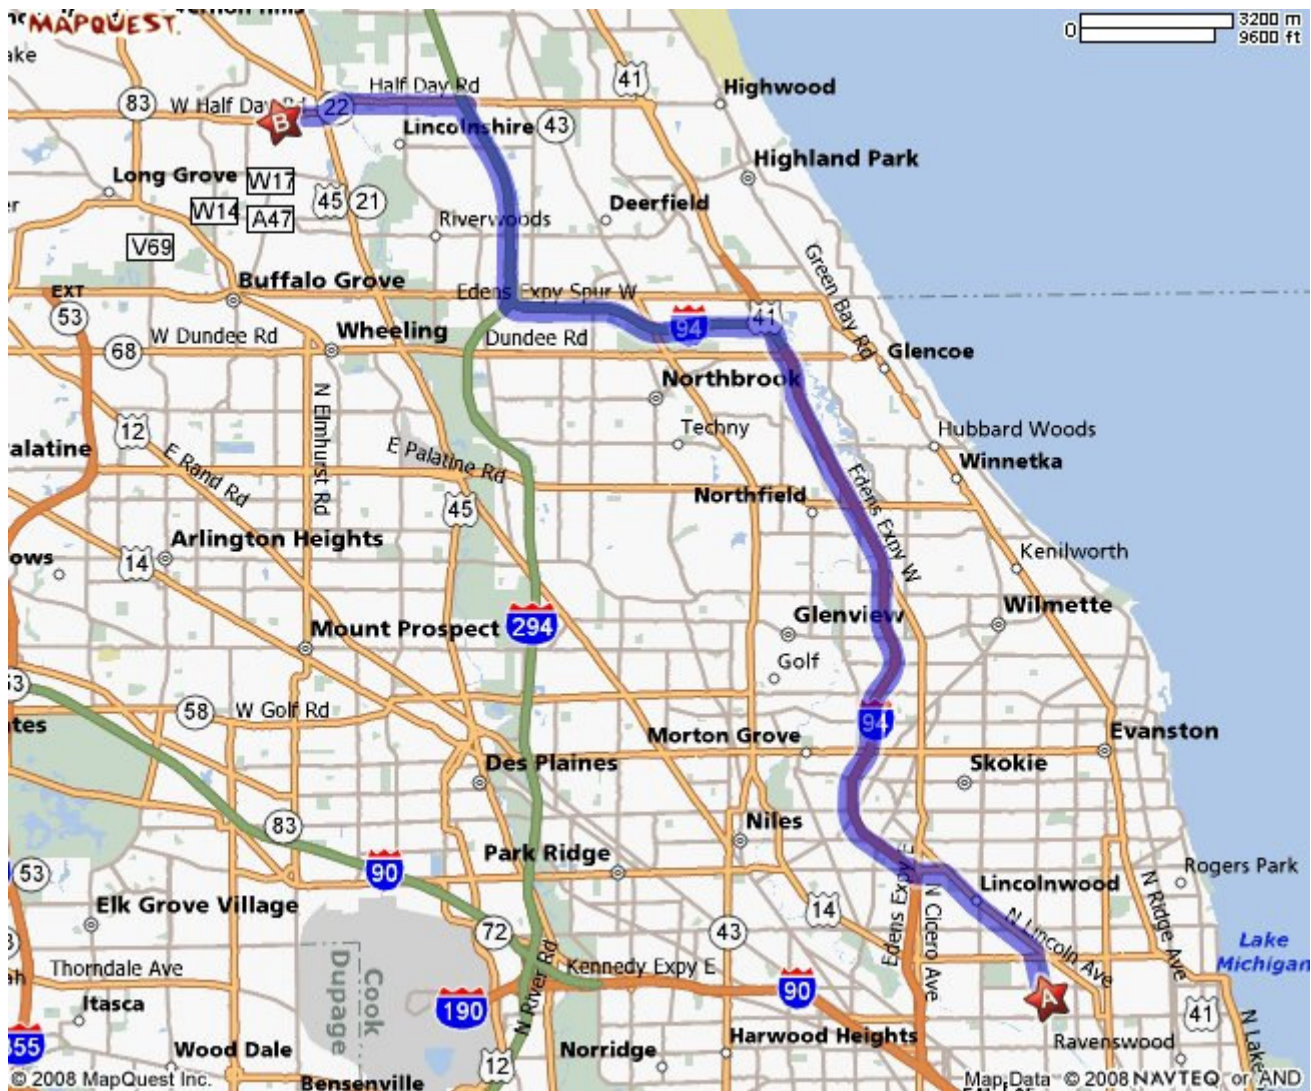 MAPQUEST.
0
3200 m
9600 ft
41
Highwood
83
W Half Day Rd
Half Day Rd
B
22
Lincolnshire
43
Highland Park
Long Grove
W17
W14
A47
45
21
Deerfield
Riverwoods
V69
Green Bay Rd
Buffalo Grove
Edens Expy Spur W
EXT
53
94
41
W Dundee Rd
68
Wheeling
Dundee Rd
Glencoe
Northbrook
N Elmhurst Rd
12
Techny
Hubbard Woods
alatine
E Rand Rd
E Palatine Rd
Winnetka
45
Northfield
Edens Expy W
Arlington Heights
ows
14
Kenilworth
Mount Prospect
294
Glenview
Wilmette
Golf
53
58
W Golf Rd
94
ates
Morton Grove
Evanston
Des Plaines
Skokie
83
Niles
53
90
Park Ridge
Lincolnwood
Rogers Park
Elk Grove Village
72
43
14
Edens Expy E
N Cicero Ave
N Lincoln Ave
N Ridge Ave
Lake
Michigan
Thorndale Ave
Cook
Dupage
N River Rd
Kennedy Expy E
90
A
Itasca
190
41
355
Harwood Heights
Ravenswood
N Lake
Wood Dale
12
Norridge
Bensenville
© 2008 MapQuest Inc.
Map Data © 2008 NAVTEQ or AND